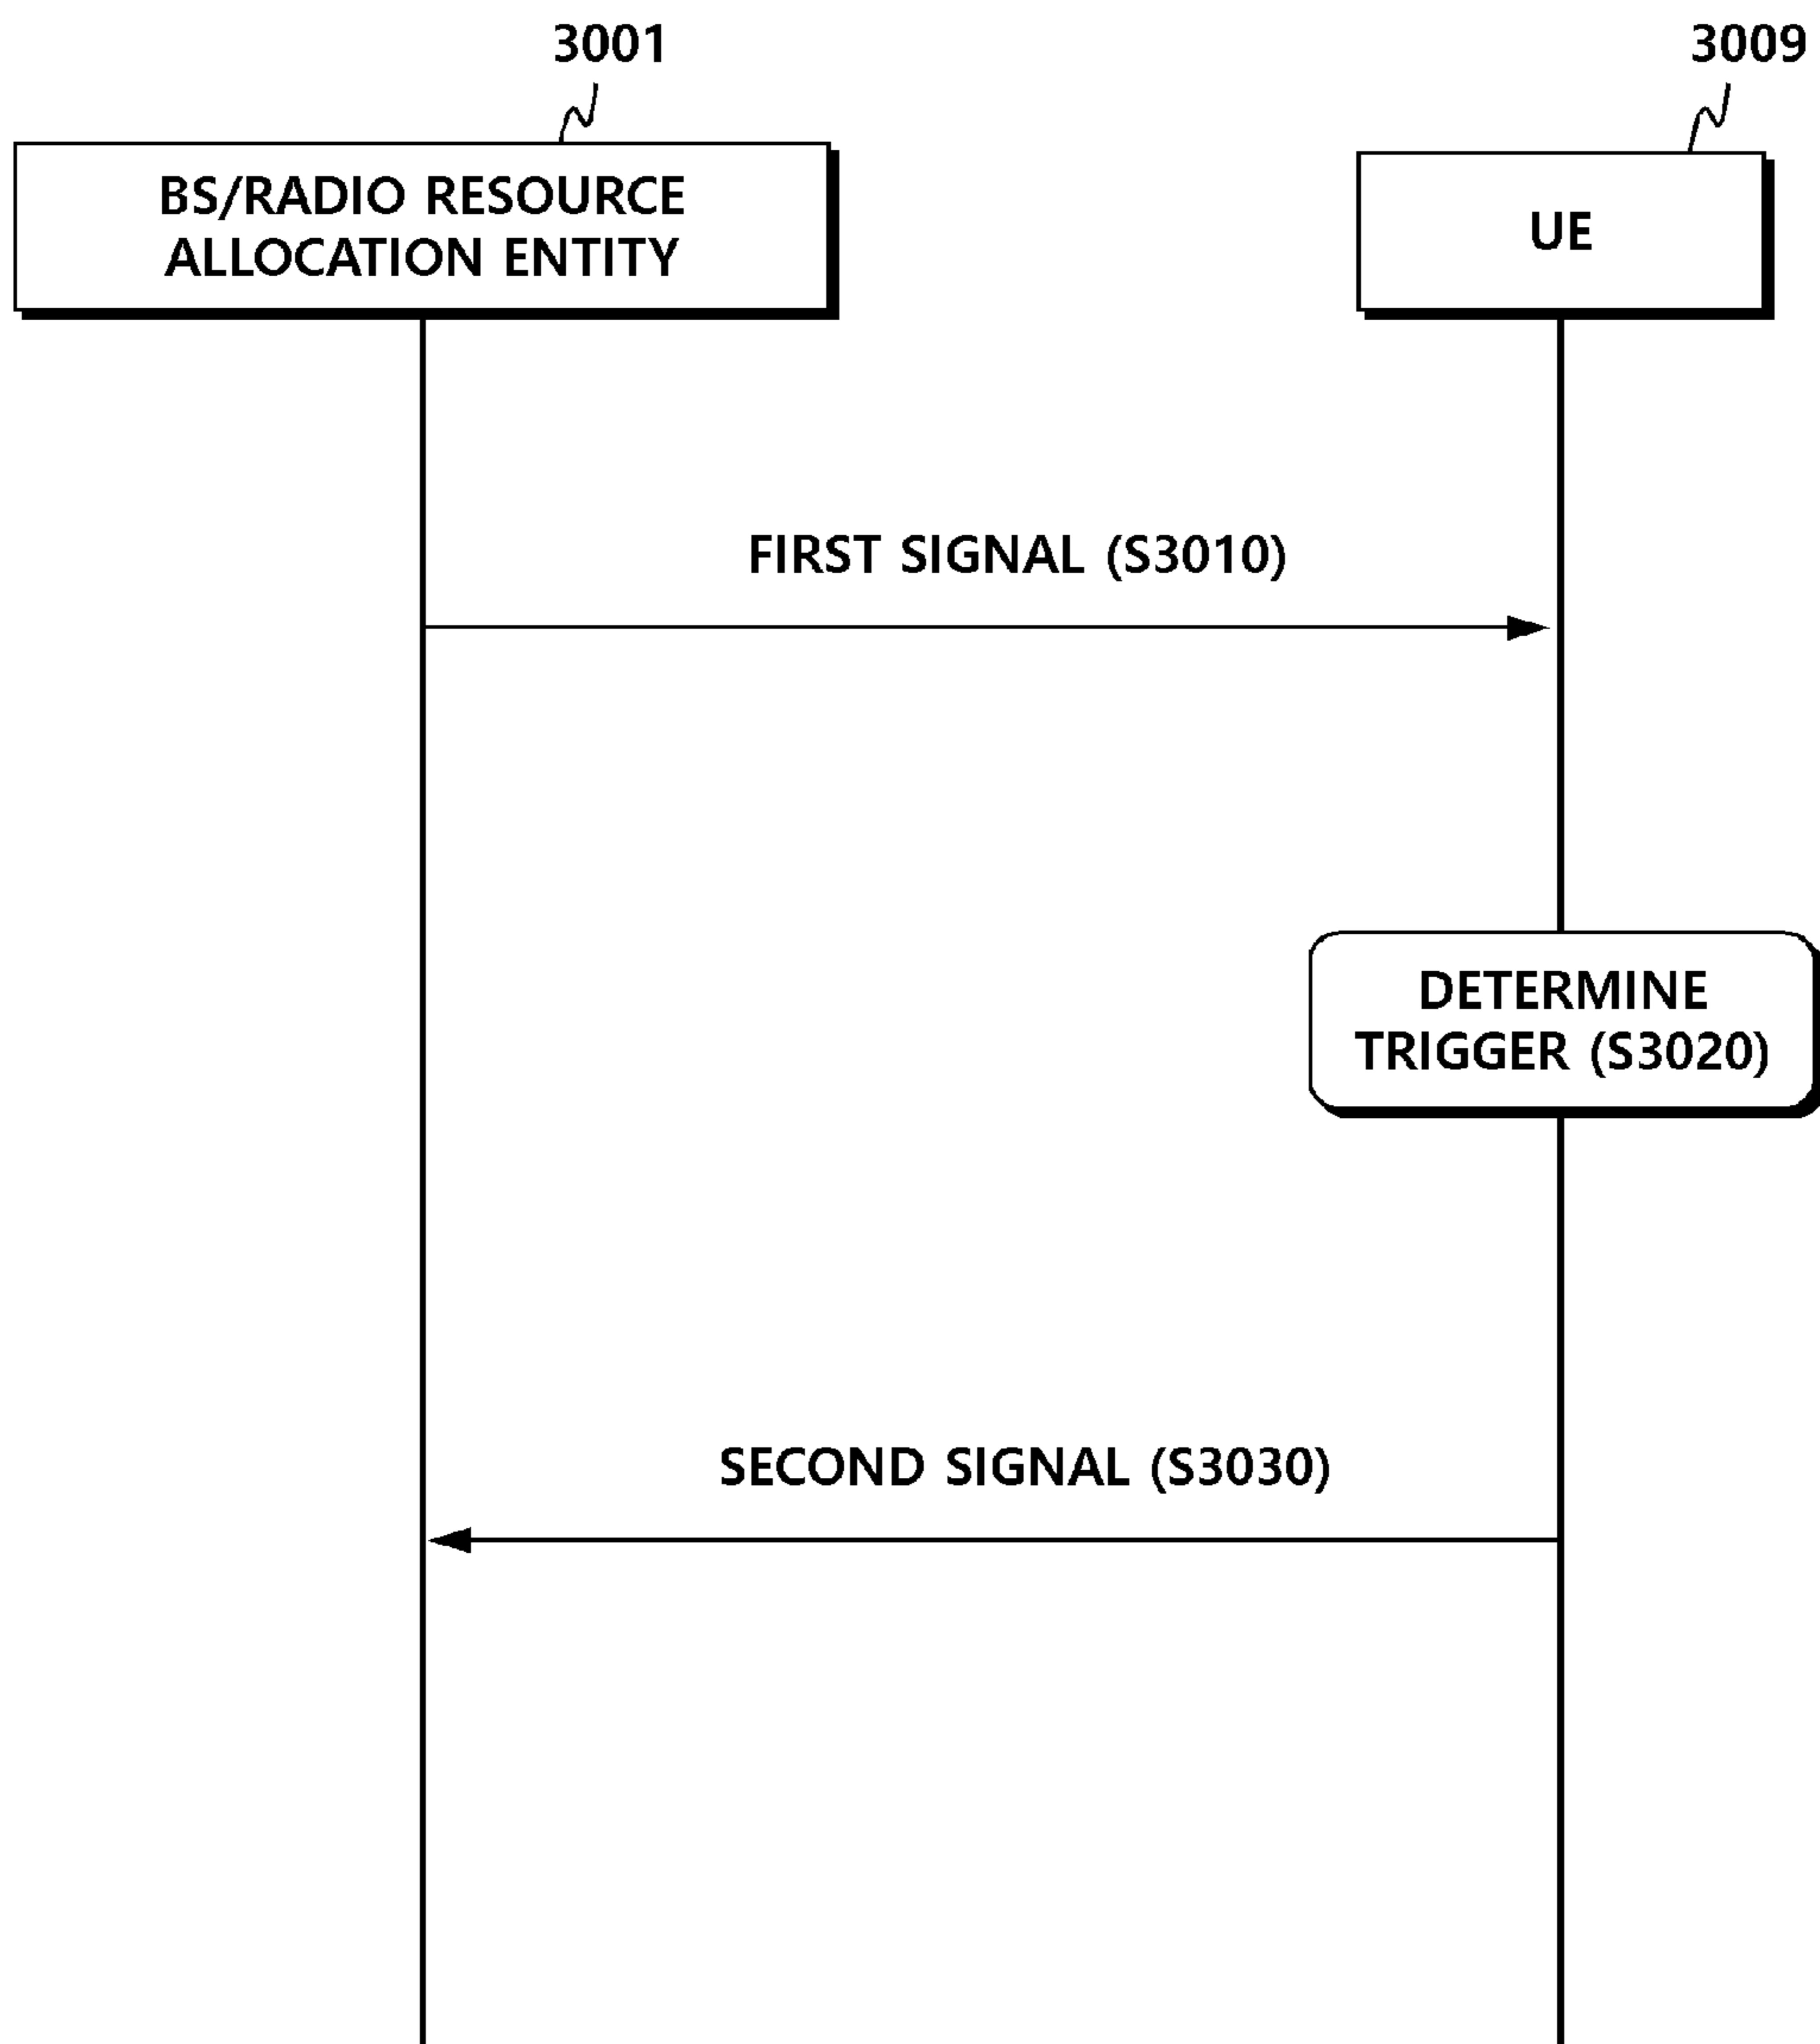 3001
3009
BS/RADIO RESOURCE
ALLOCATION ENTITY
UE
FIRST SIGNAL (S3010)
DETERMINE
TRIGGER (S3020)
SECOND SIGNAL (S3030)